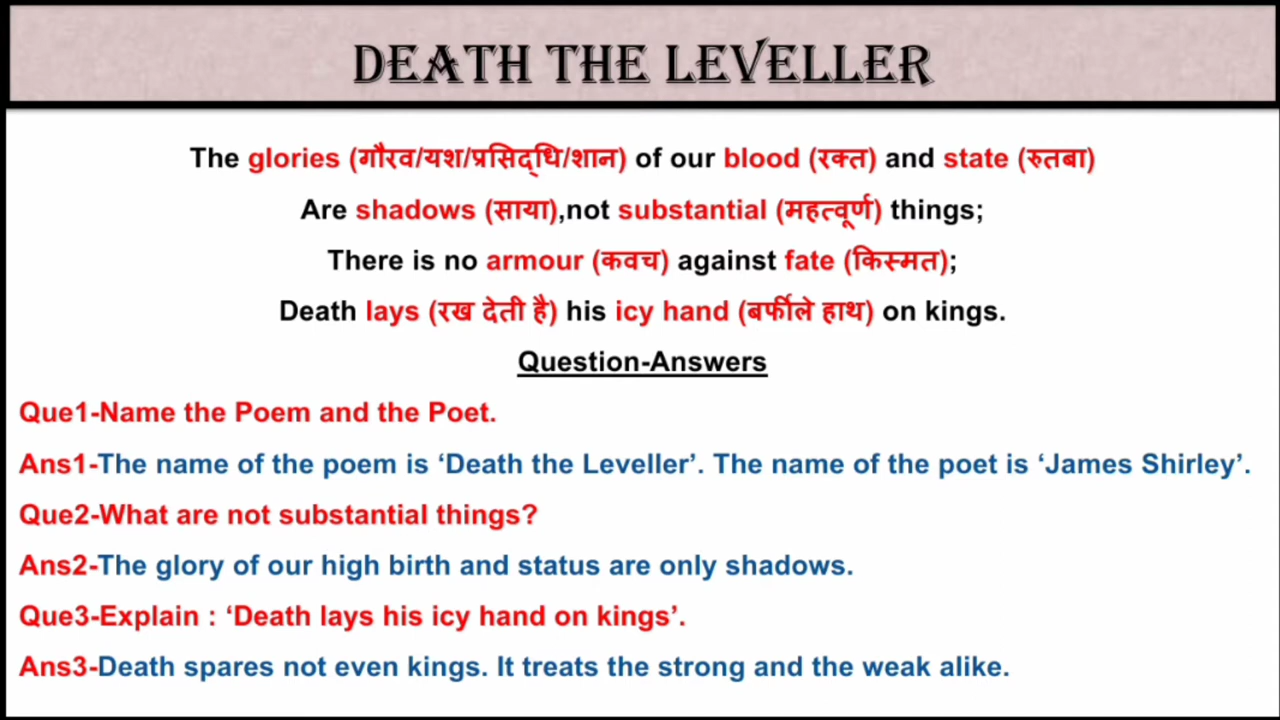 DEATH THE LEVELLER
The glories (गौरव/यश/प्रसिद्धि/शान) of our blood (रक्त) and state (रुतबा)
Are shadows (साया),not substantial (महत्वूर्ण) things;
There is no armour (कवच) against fate (किस्मत);
Death lays (रख देती है) his icy hand (बर्फीले हाथ) on kings.
Question-Answers
Que1-Name the Poem and the Poet.
Ans1-The name of the poem is ‘Death the Leveller’. The name of the poet is ‘James Shirley’.
Que2-What are not substantial things?
Ans2-The glory of our high birth and status are only shadows.
Que3-Explain : ‘Death lays his icy hand on kings’.
Ans3-Death spares not even kings. It treats the strong and the weak alike.